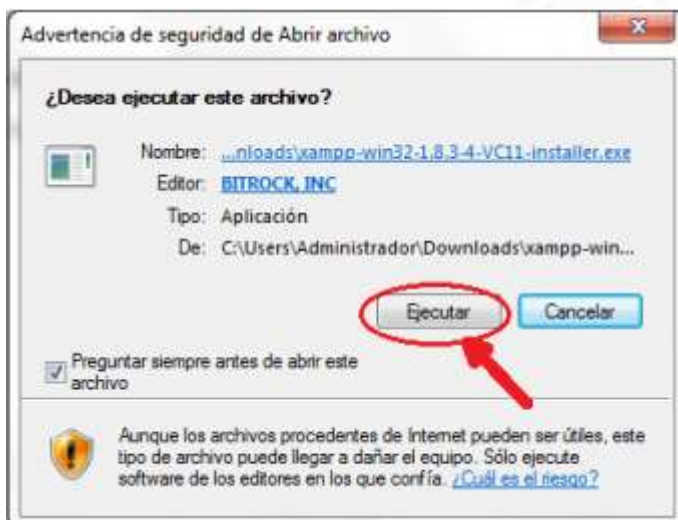 Advertencia de seguridad de Abrir archivo
¿Desea ejecutar este archivo?
Nombre: ...nloads\xampp-win32-1.8.3-4-VC11-installer.exe
Editor: BITROCK, INC
Tipo: Aplicación
De: C:\Users\Administrador\Downloads\xampp-win...
Ejecutar Cancelar
Preguntar siempre antes de abrir este
archivo
Aunque los archivos procedentes de Internet pueden ser útiles, este
tipo de archivo puede llegar a dañar el equipo. Sólo ejecute
software de los editores en los que confía. ¿Cuál es el riesgo?